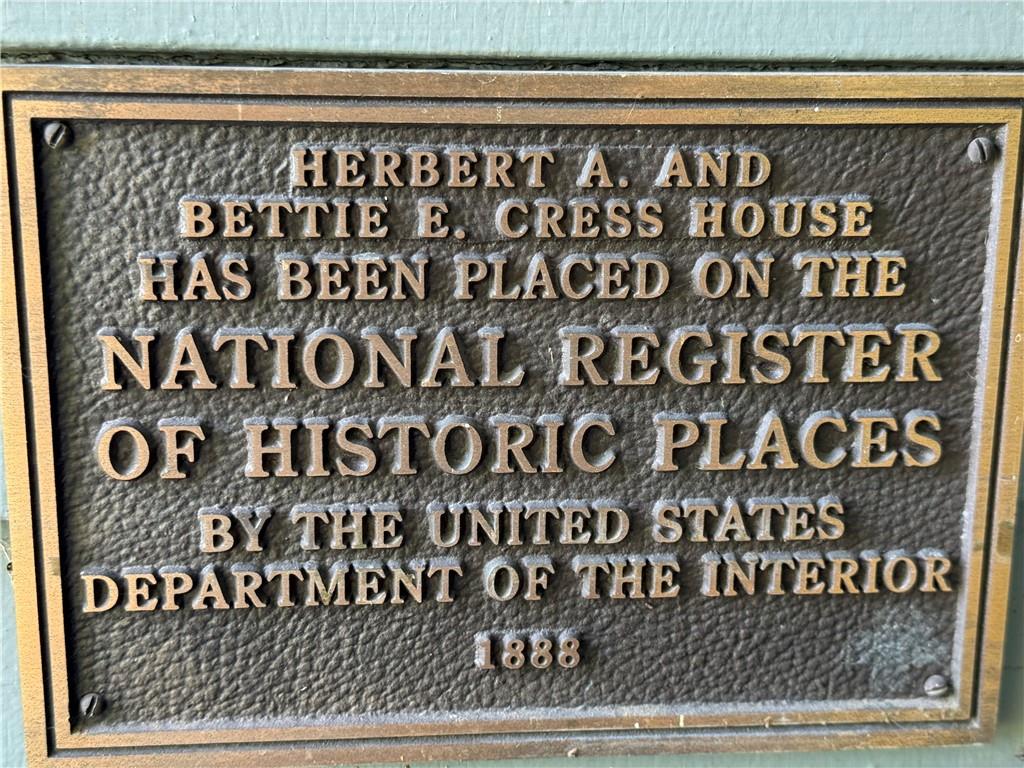 HERBERT A. AND
BETTIE E. CRESS HOUSE
HAS BEEN PLACED ON THE
NATIONAL REGISTER
OF HISTORIC PLACES
BY THE UNITED STATES
DEPARTMENT OF THE INTERIOR
1888